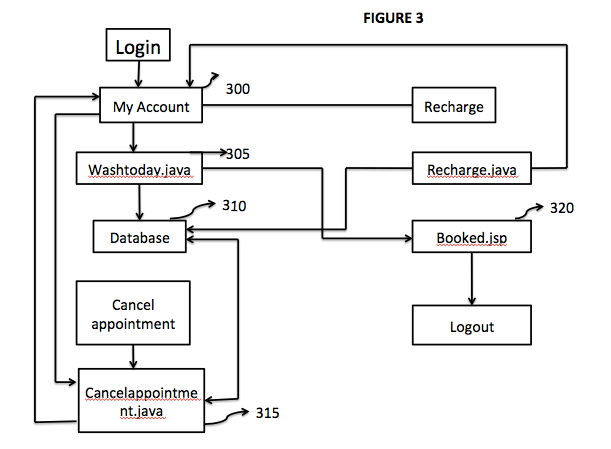 FIGURE 3
Login
300
My Account
Recharge
305
Washtoday.java
Recharge.java
310
320
Database
Booked.jsp
Cancel
appointment
Logout
Cancelappointme
nt.java
315